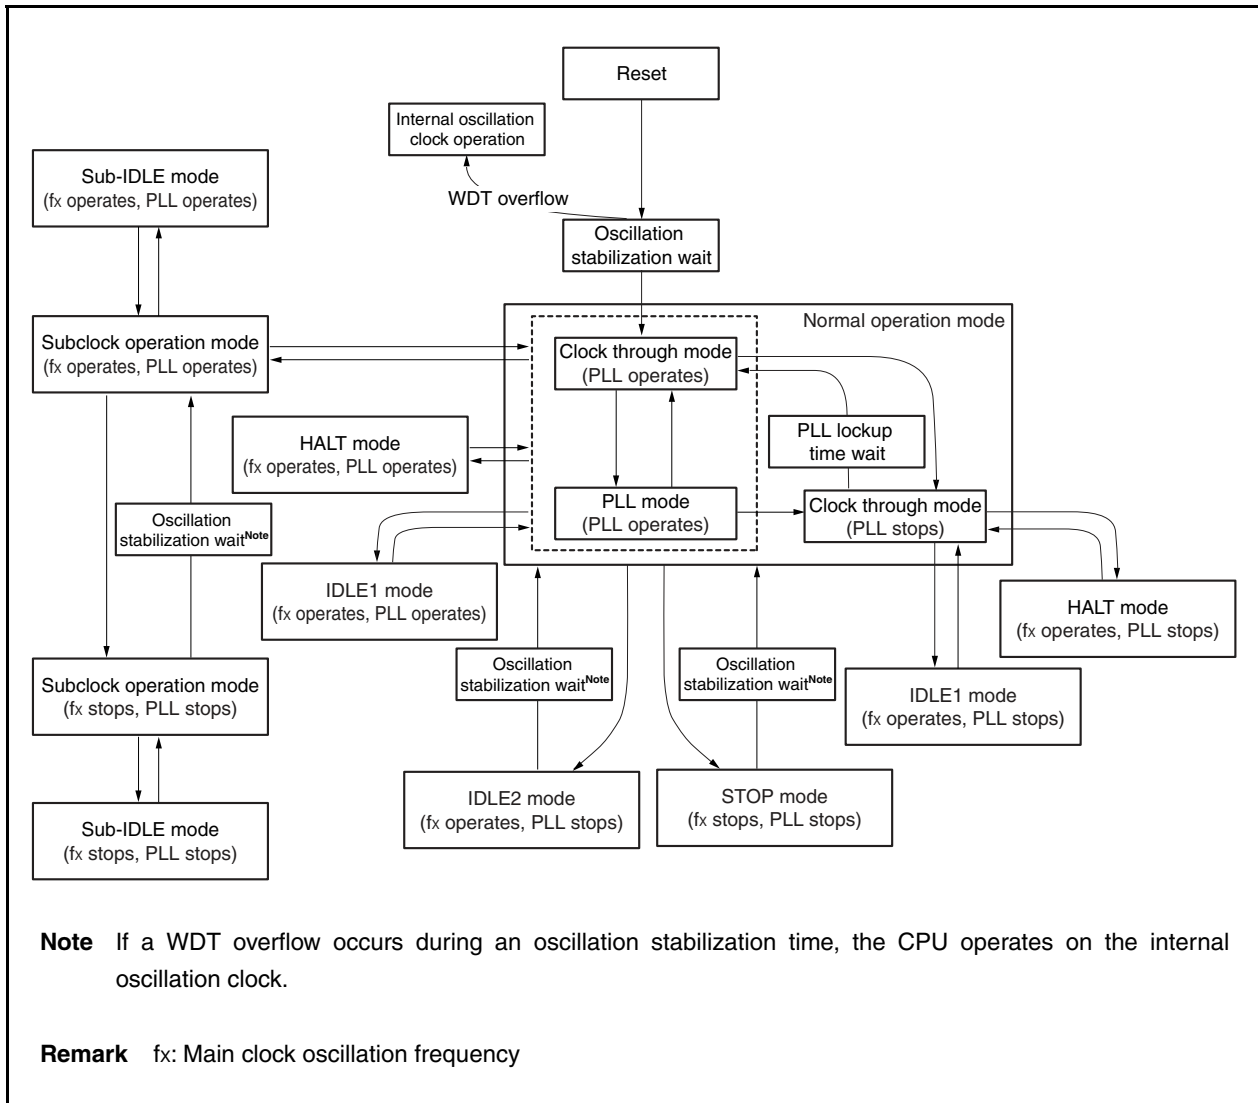 Reset
Internal oscillation
clock operation
WDT overflow
Sub-IDLE mode
(fx operates, PLL operates)
Oscillation
stabilization wait
Normal operation mode
Subclock operation mode
(fx operates, PLL operates)
Clock through mode
(PLL operates)
HALT mode
(fx operates, PLL operates)
PLL lockup
time wait
PLL mode
(PLL operates)
Clock through mode
(PLL stops)
Oscillation
stabilization waitNote
IDLE1 mode
(fx operates, PLL operates)
HALT mode
(fx operates, PLL stops)
Oscillation
stabilization waitNote
Oscillation
stabilization waitNote
Subclock operation mode
(fx stops, PLL stops)
IDLE1 mode
(fx operates, PLL stops)
IDLE2 mode
(fx operates, PLL stops)
STOP mode
(fx stops, PLL stops)
Sub-IDLE mode
(fx stops, PLL stops)
Note If a WDT overflow occurs during an oscillation stabilization time, the CPU operates on the internal
oscillation clock.
Remark fx: Main clock oscillation frequency